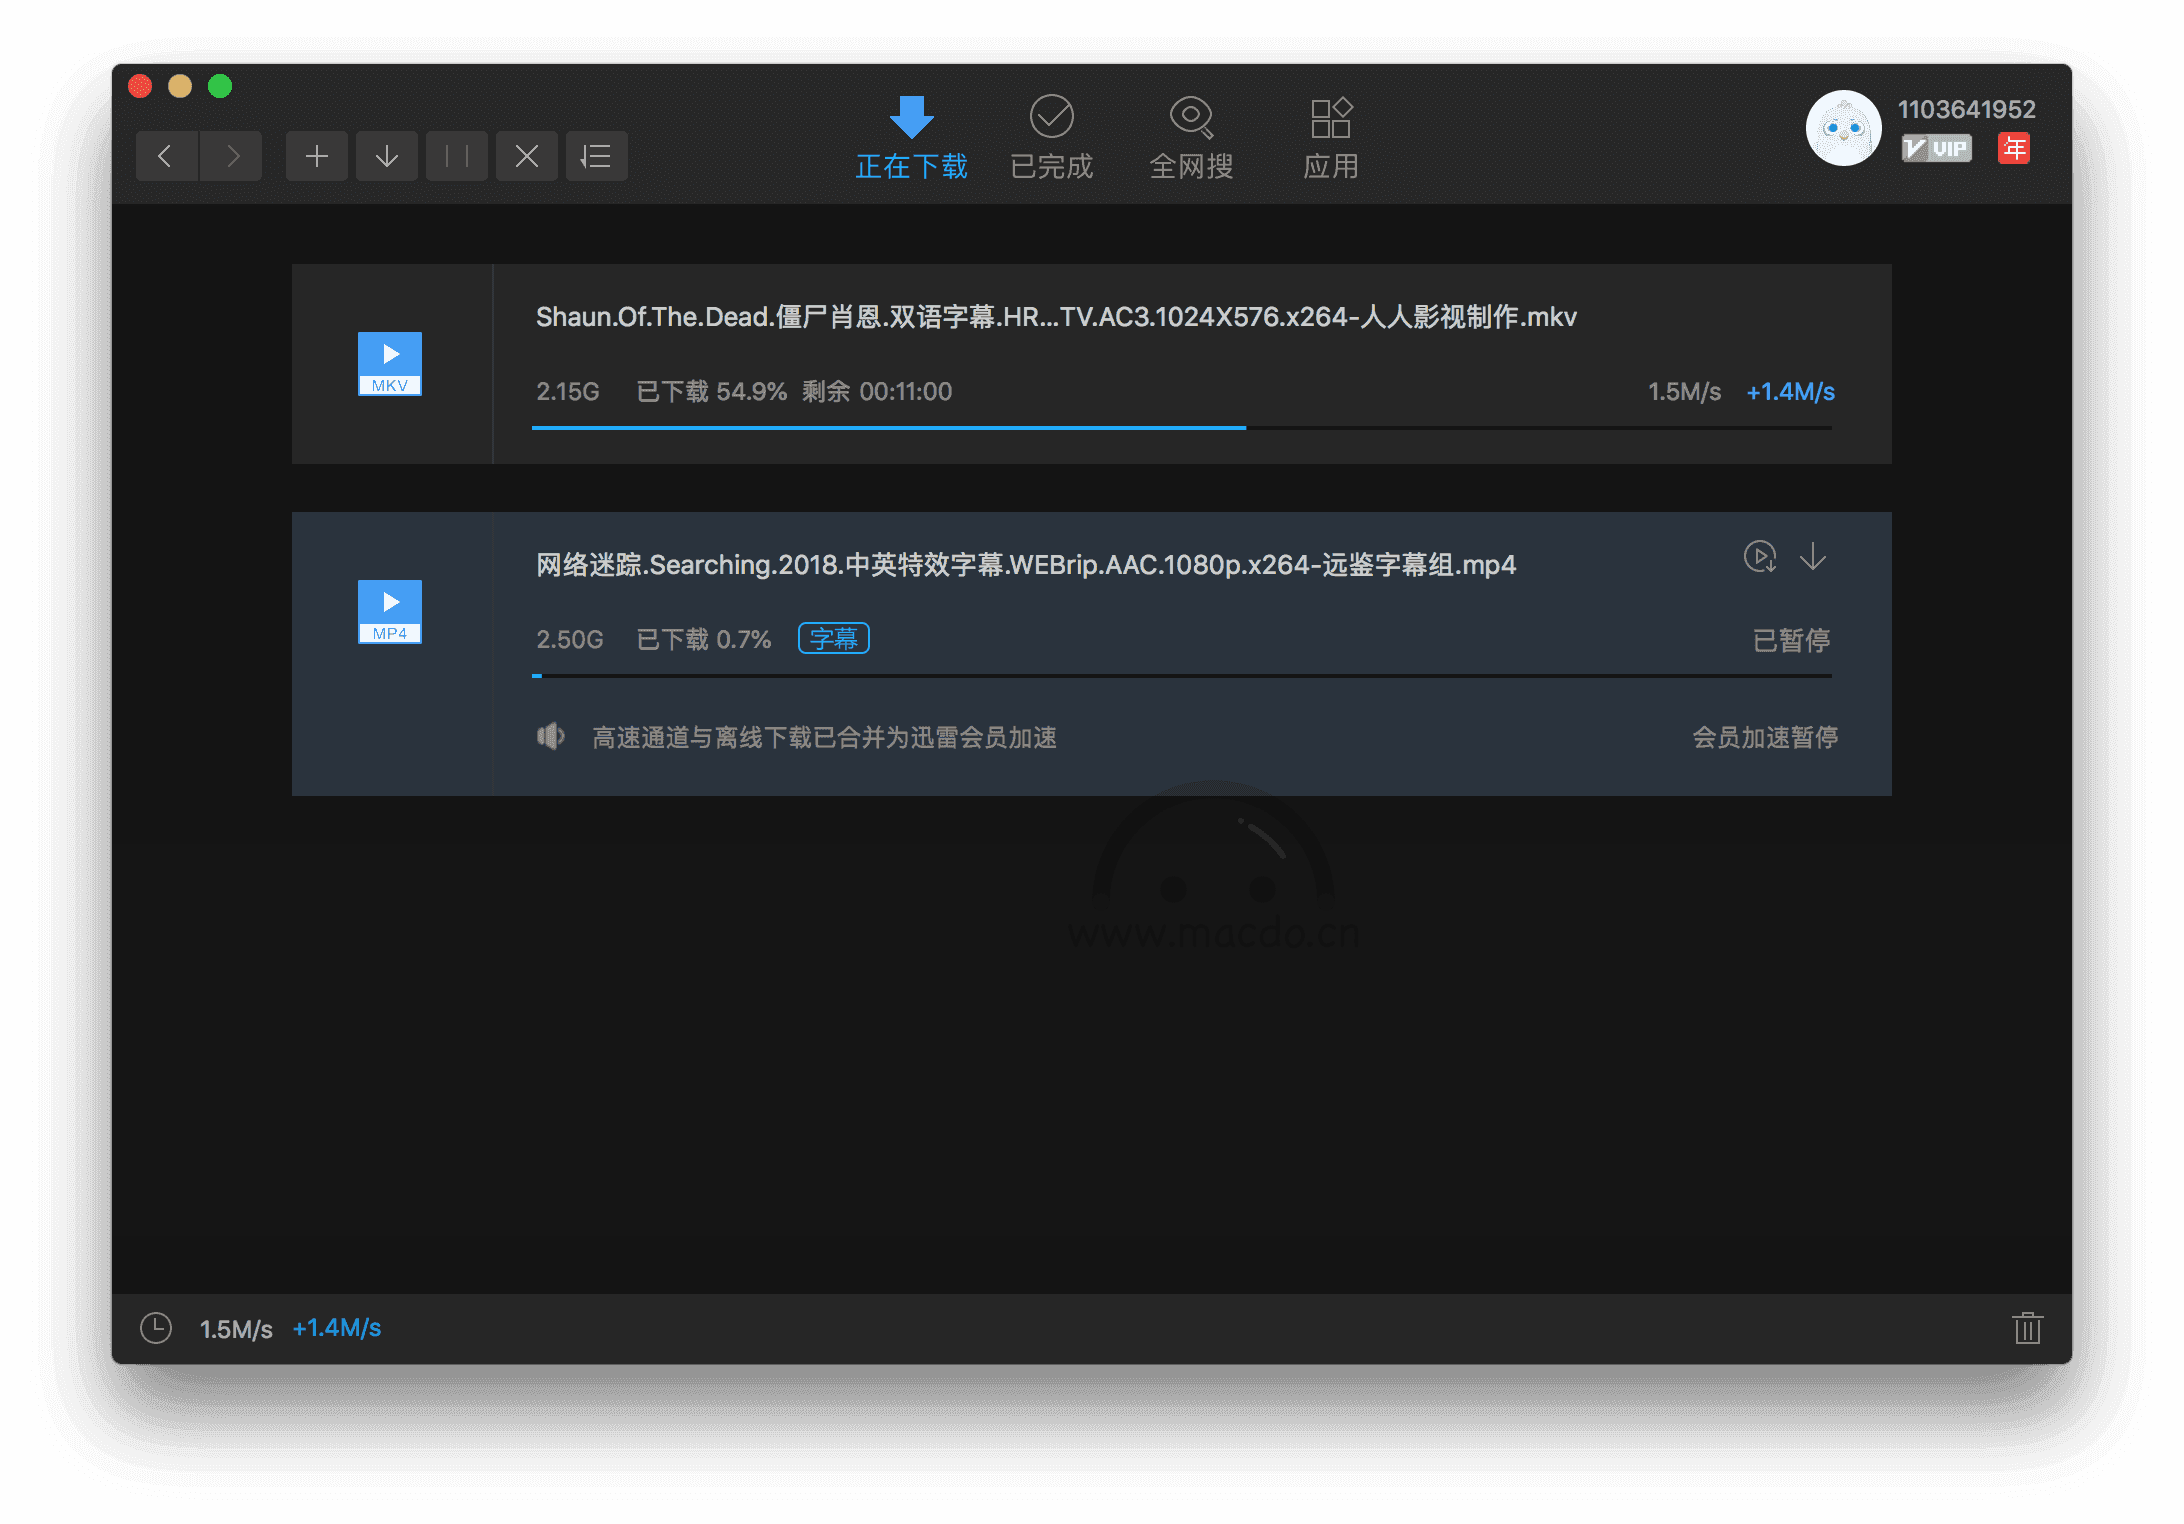 正在下载
已完成
全网搜
应用
1103641952
VIP
年
Shaun.Of.The.Dead.僵尸肖恩.双语字幕.HR...TV.AC3.1024X576.x264-人人影视制作.mkv
MKV
2.15G 已下载 54.9% 剩余 00:11:00 1.5M/s +1.4M/s
网络迷踪.Searching.2018.中英特效字幕.WEBrip.AAC.1080p.x264-远鉴字幕组.mp4
MP4
2.50G 已下载 0.7% 字幕 已暂停
高速通道与离线下载已合并为迅雷会员加速 会员加速暂停
www.macdo.cn
1.5M/s +1.4M/s